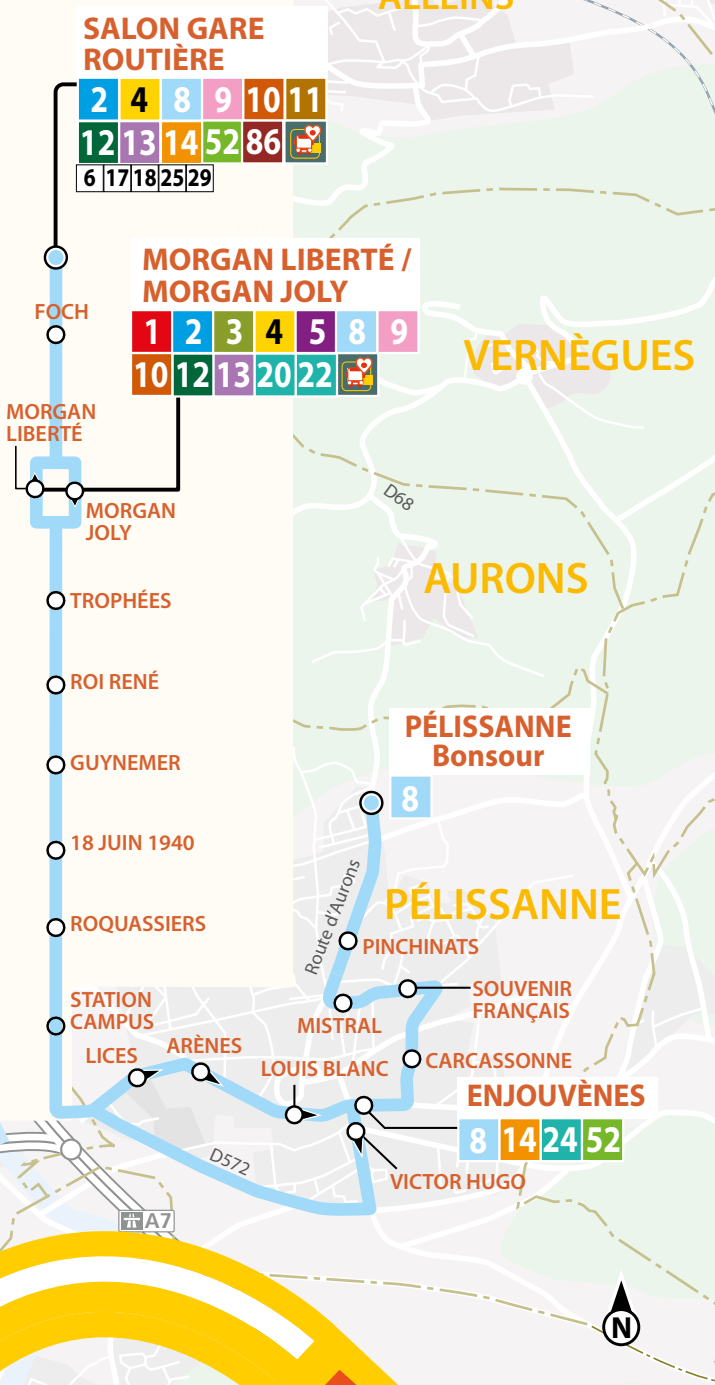 ALLEINS
SALON GARE
ROUTIÈRE
2 4 8 9 10 11
12 13 14 52 86
6 17 18 25 29
FOCH
MORGAN LIBERTÉ /
MORGAN JOLY
1 2 3 4 5 8 9
10 12 13 20 22
VERNÈGUES
MORGAN
LIBERTÉ
MORGAN
JOLY
D68
AURONS
TROPHÉES
ROI RENÉ
PÉLISSANNE
Bonsour
8
GUYNEMER
18 JUIN 1940
Route d'Aurons
PÉLISSANNE
ROQUASSIERS
PINCHINATS
STATION
CAMPUS
SOUVENIR
FRANÇAIS
MISTRAL
LICES
ARÈNES
LOUIS BLANC
CARCASSONNE
ENJOUVÈNES
8 14 24 52
D572
VICTOR HUGO
A7
N